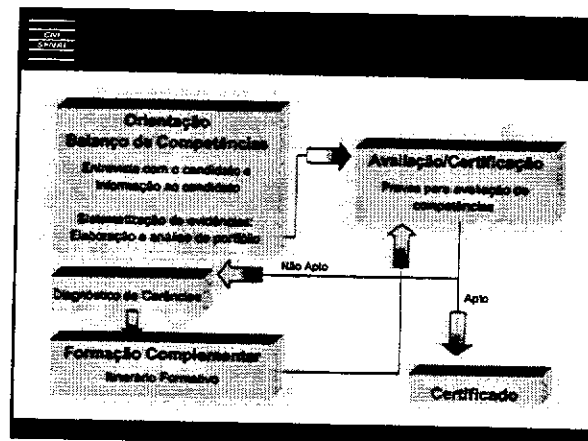 CNI
SENAI
Orientação
Balanço de Competências
Entrevista com o candidato e
informação ao candidato
Sistematização de evidências:
Elaboração e análise de portfólio
Avaliação/Certificação
Provas para avaliação de
competências
Não Apto
Diagnóstico de Carências
Apto
Formação Complementar
Itinerário Formativo
Certificado